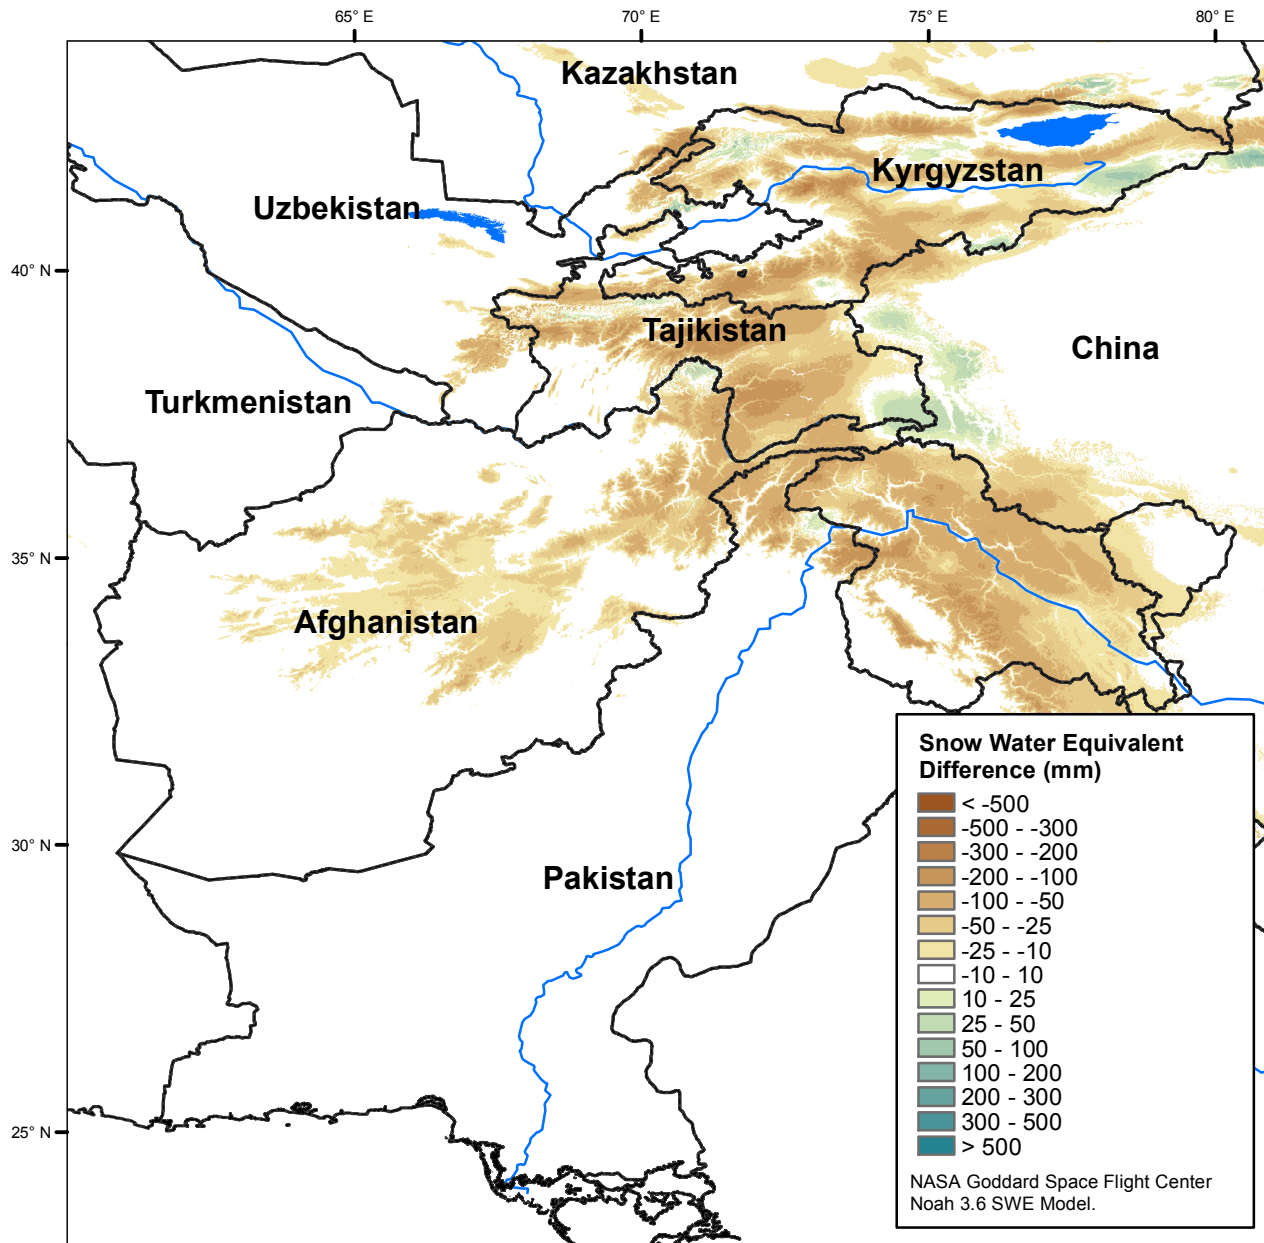 65° E
70° E
75° E
80° E
Kazakhstan
Kyrgyzstan
Uzbekistan
40° N
Tajikistan
China
Turkmenistan
35° N
Afghanistan
Snow Water Equivalent
Difference (mm)
< -500
-500 - -300
-300 - -200
-200 - -100
-100 - -50
-50 - -25
-25 - -10
-10 - 10
10 - 25
25 - 50
50 - 100
100 - 200
200 - 300
300 - 500
> 500
30° N
Pakistan
25° N
NASA Goddard Space Flight Center
Noah 3.6 SWE Model.